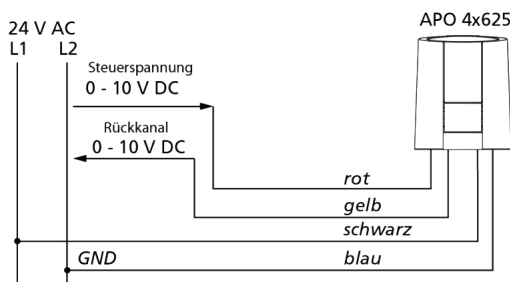 24 V AC
L1 L2
APO 4x625
Steuerspannung
0 - 10 V DC
Rückkanal
0 - 10 V DC
rot
gelb
schwarz
GND
blau